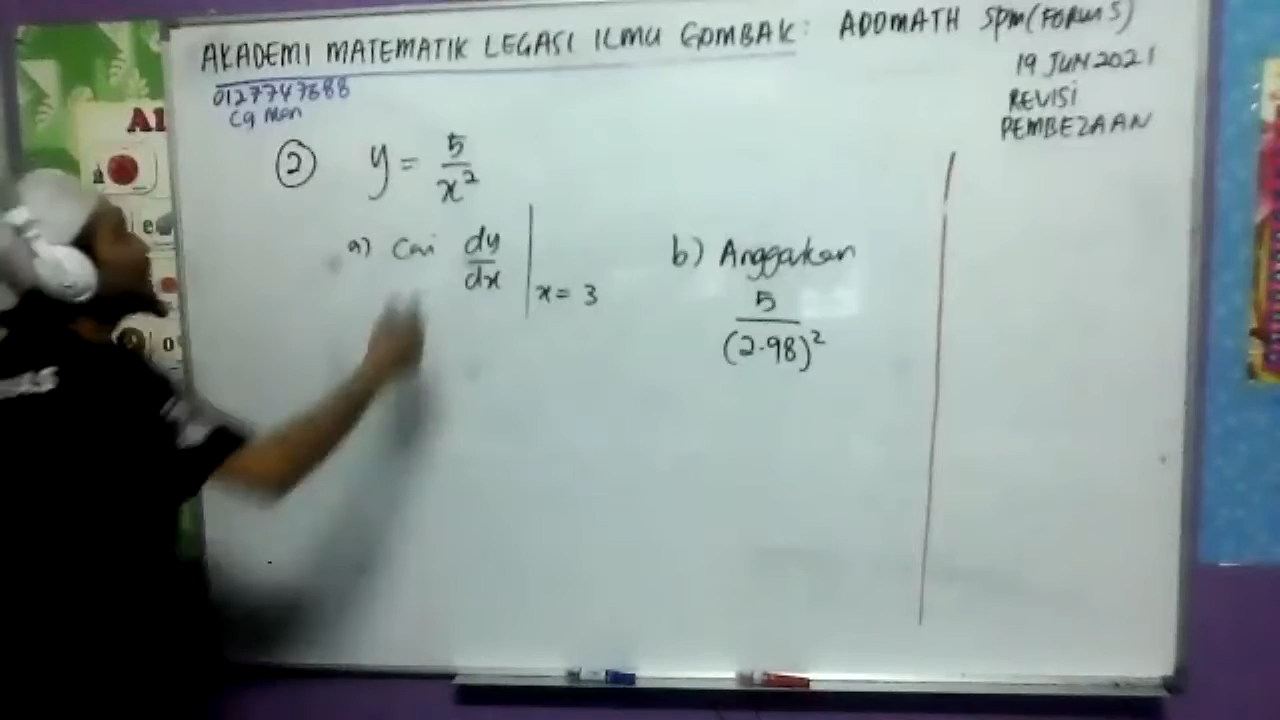 AKADEMI MATEMATIK LEGASI ILMU GOMBAK: ADDMATH SPM (FORM 5)
0127747688
Cg Man
19 JUN 2021
REVISI
PEMBEZAAN
② y = 5/x²
a) Cari dy/dx | x = 3
b) Anggarkan
5/(2.98)²
A1